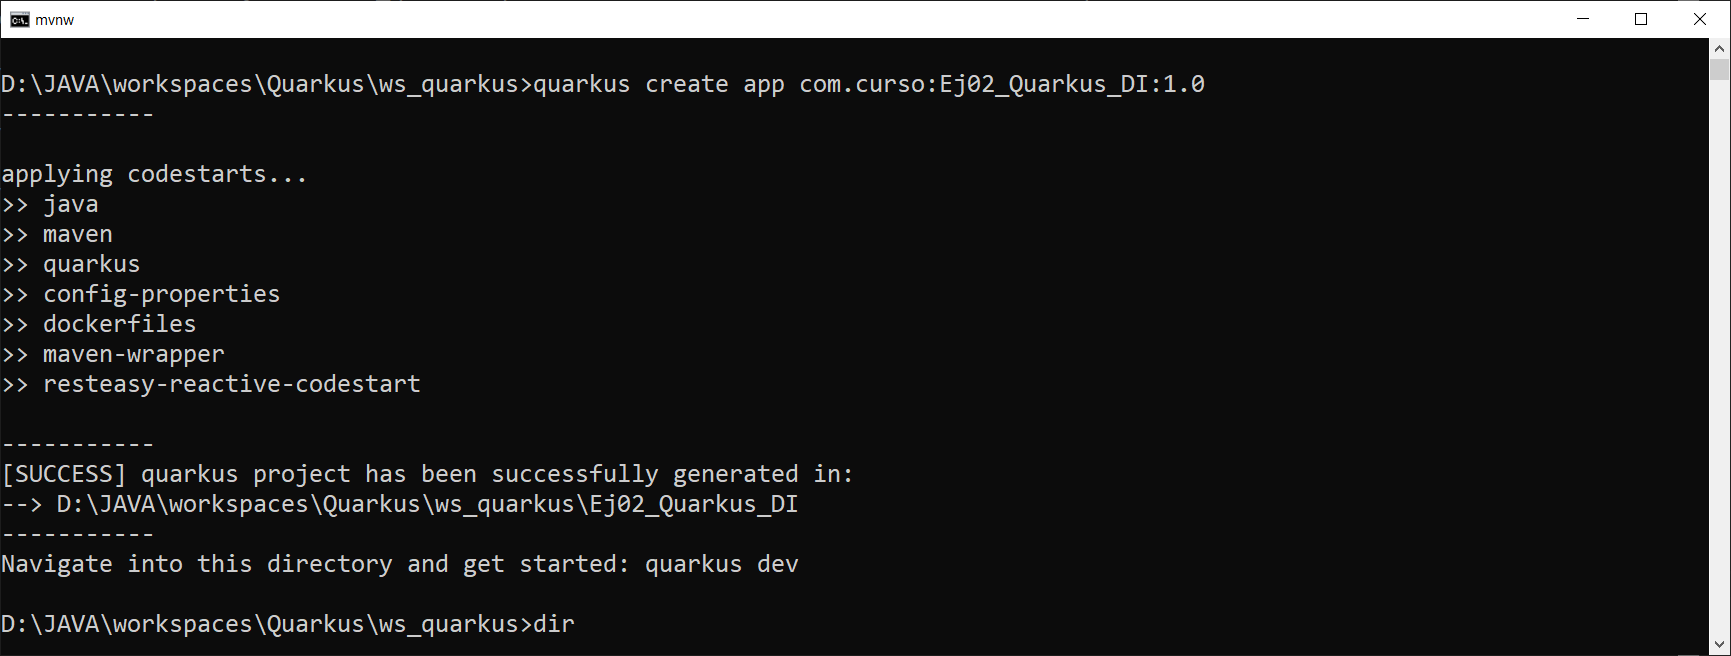 mvnw
D:\JAVA\workspaces\Quarkus\ws_quarkus>quarkus create app com.curso:Ej02_Quarkus_DI:1.0
-----------
applying codestarts...
>> java
>> maven
>> quarkus
>> config-properties
>> dockerfiles
>> maven-wrapper
>> resteasy-reactive-codestart
-----------
[SUCCESS] quarkus project has been successfully generated in:
--> D:\JAVA\workspaces\Quarkus\ws_quarkus\Ej02_Quarkus_DI
-----------
Navigate into this directory and get started: quarkus dev
D:\JAVA\workspaces\Quarkus\ws_quarkus>dir